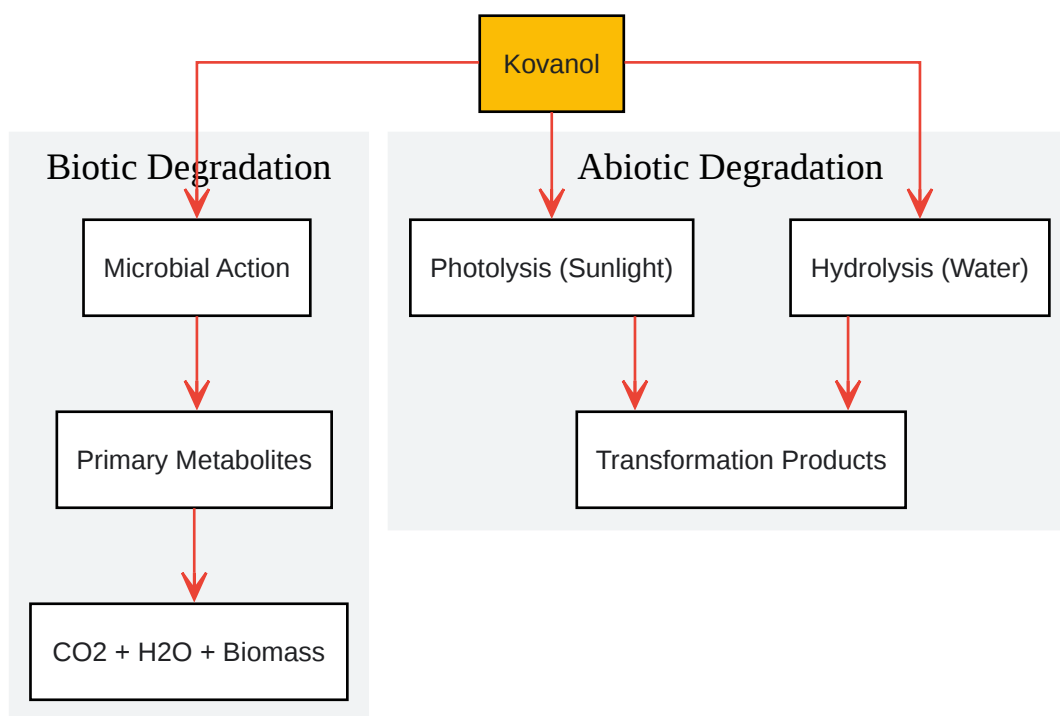 Kovanol
Biotic Degradation
Abiotic Degradation
Microbial Action
Photolysis (Sunlight)
Hydrolysis (Water)
Primary Metabolites
Transformation Products
CO2 + H2O + Biomass